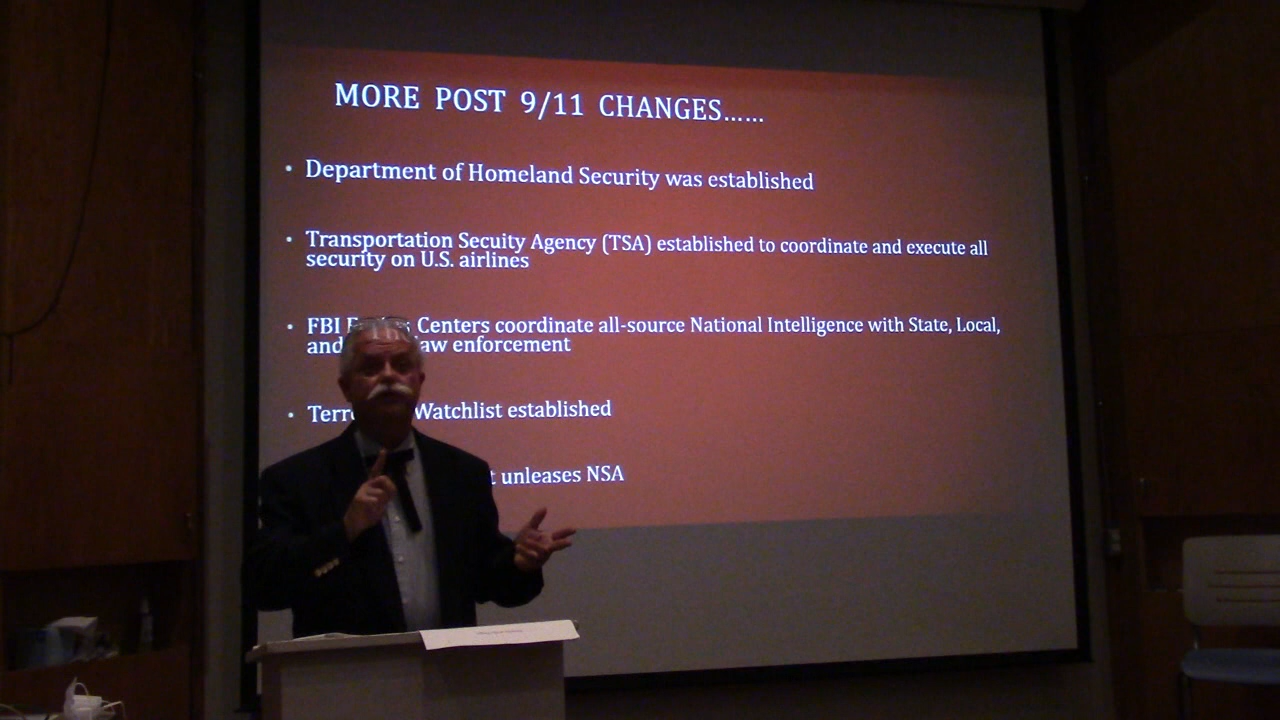 MORE POST 9/11 CHANGES......
• Department of Homeland Security was established
• Transportation Secuity Agency (TSA) established to coordinate and execute all
security on U.S. airlines
• FBI Centers coordinate all-source National Intelligence with State, Local,
and law enforcement
• Watchlist established
unleases NSA